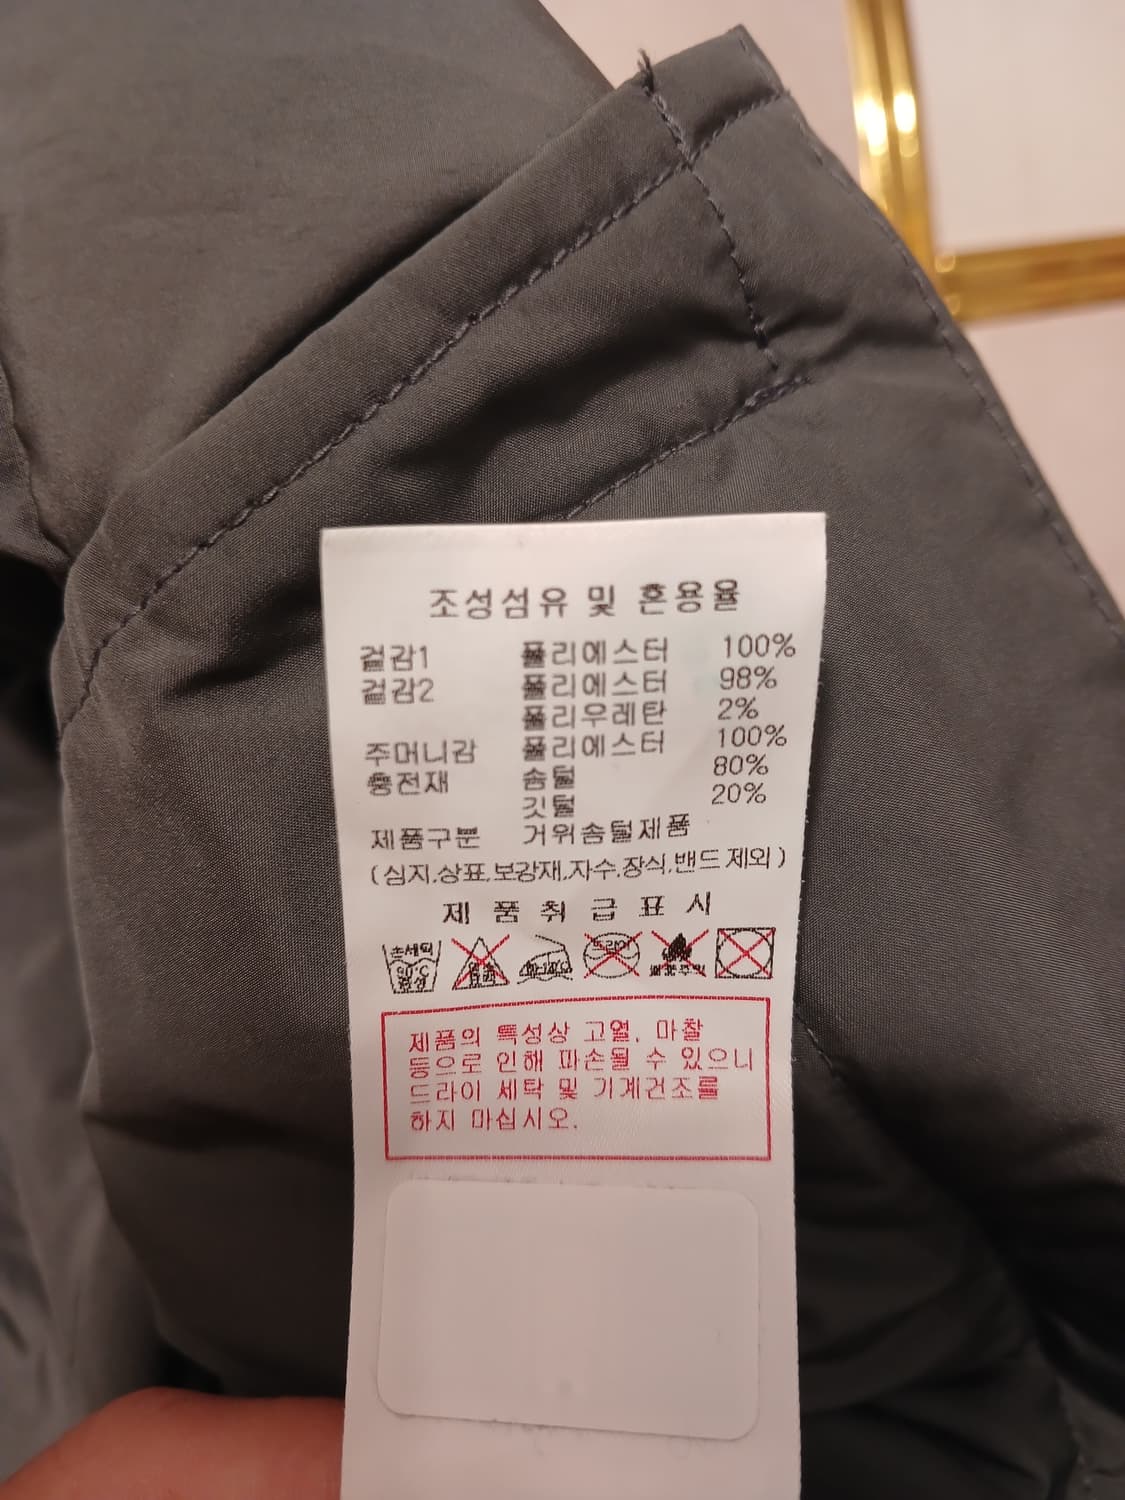 조성섬유 및 혼용율
겉감1 폴리에스터 100%
겉감2 폴리에스터 98%
폴리우레탄 2%
주머니감 폴리에스터 100%
충전재 솜털 80%
깃털 20%
제품구분 거위솜털제품
(심지,상표,보강재,자수,장식,밴드 제외)
제 품 취 급 표 시
손세탁 드라이
30℃
중성
제품의 특성상 고열, 마찰
등으로 인해 파손될 수 있으니
드라이 세탁 및 기계건조를
하지 마십시오.